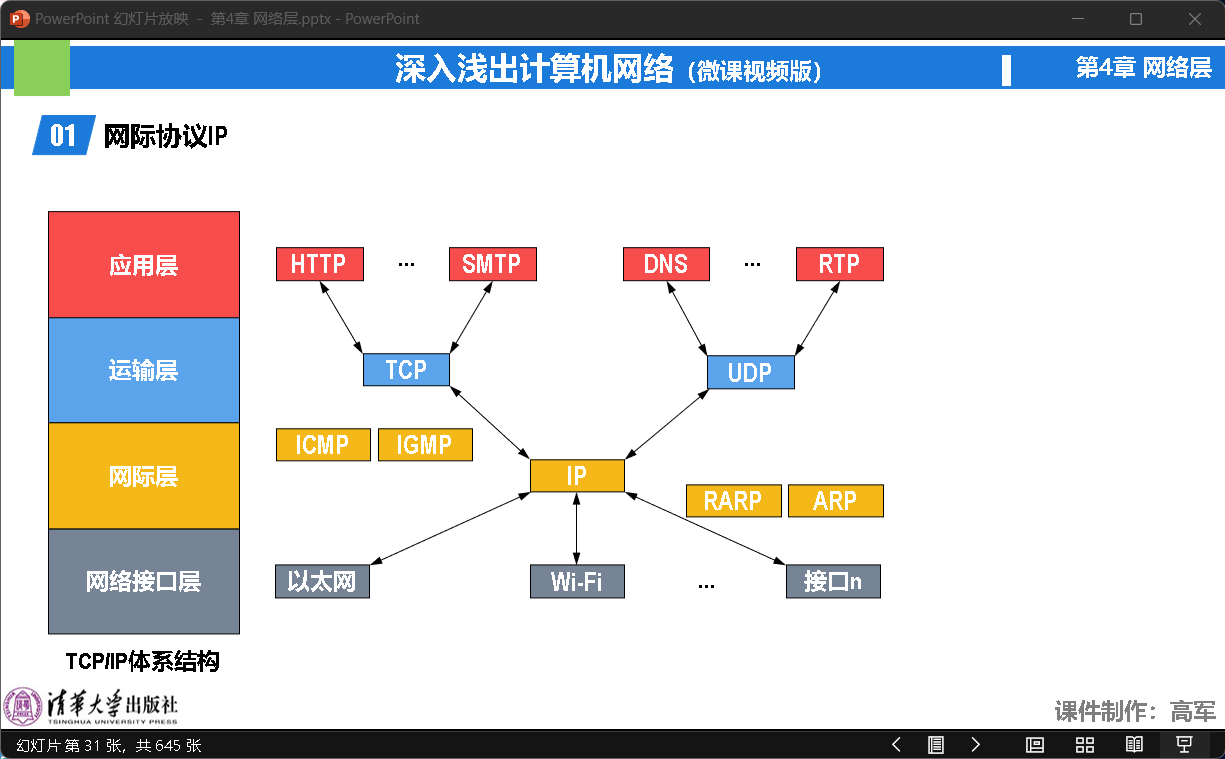 PowerPoint 幻灯片放映 - 第4章 网络层.pptx - PowerPoint
深入浅出计算机网络（微课视频版）
第4章 网络层
01 网际协议IP
应用层
HTTP ... SMTP DNS ... RTP
运输层
TCP UDP
ICMP IGMP
网际层
IP
RARP ARP
网络接口层
以太网 Wi-Fi ... 接口n
TCP/IP体系结构
清华大学出版社
TSINGHUA UNIVERSITY PRESS
课件制作：高军
幻灯片 第 31 张，共 645 张